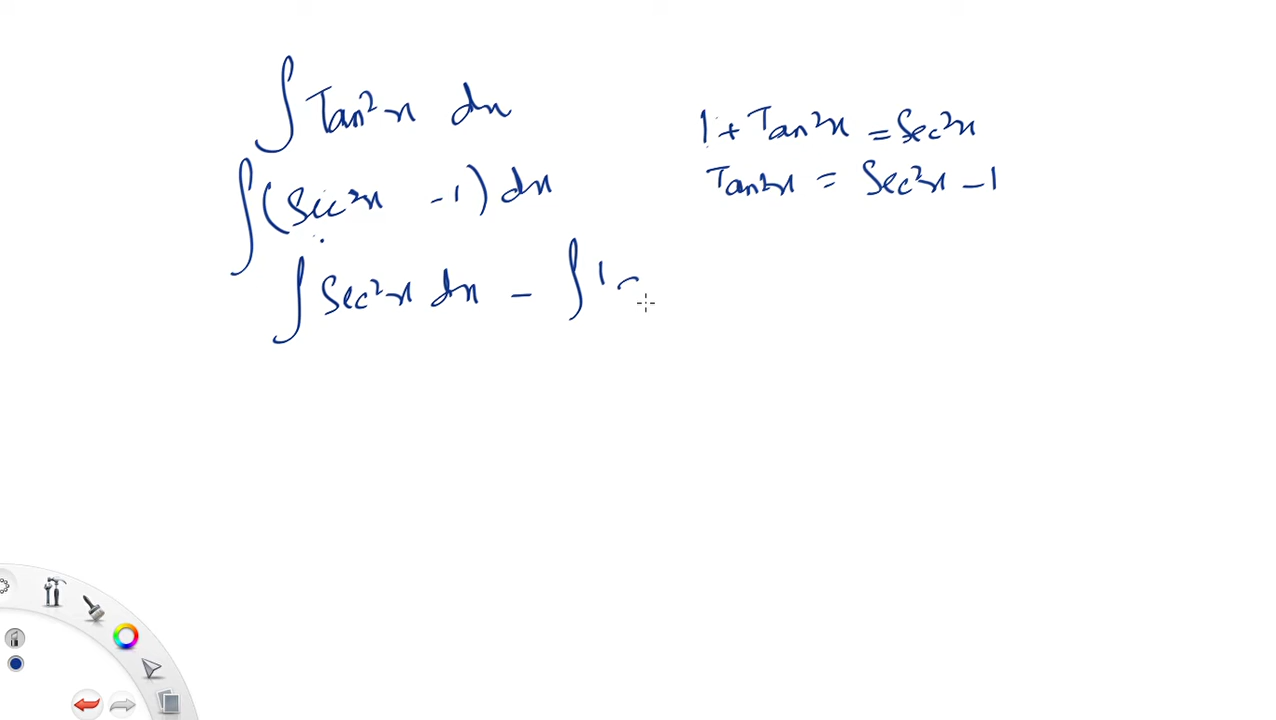 ∫ Tan²x dx
∫ (Sec²x - 1) dx
∫ Sec²x dx - ∫ 1
1 + Tan²x = Sec²x
Tan²x = Sec²x - 1